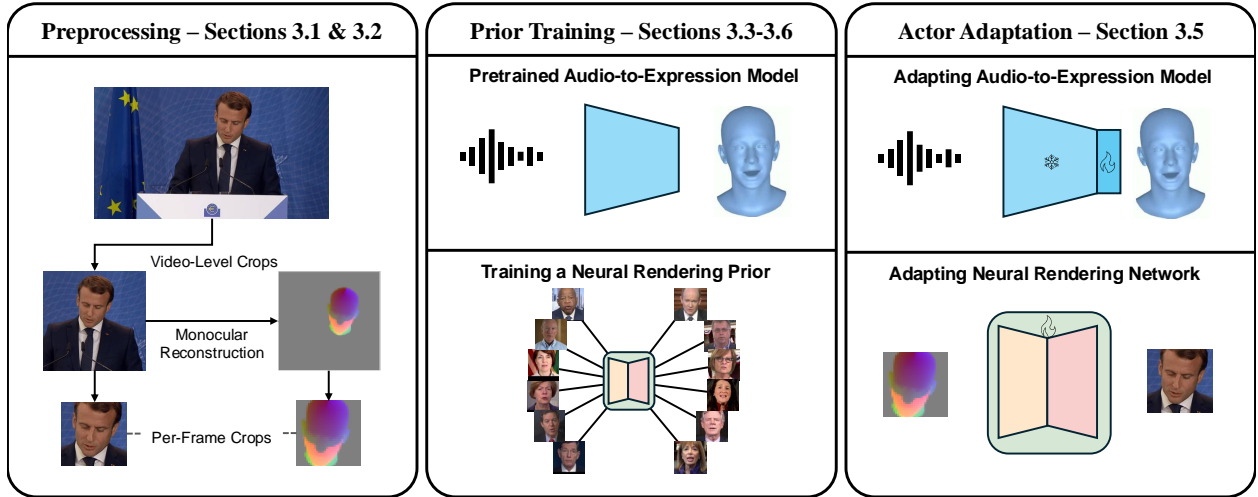 Preprocessing – Sections 3.1 & 3.2
Video-Level Crops
Monocular
Reconstruction
Per-Frame Crops
Prior Training – Sections 3.3-3.6
Pretrained Audio-to-Expression Model
Training a Neural Rendering Prior
Actor Adaptation – Section 3.5
Adapting Audio-to-Expression Model
Adapting Neural Rendering Network